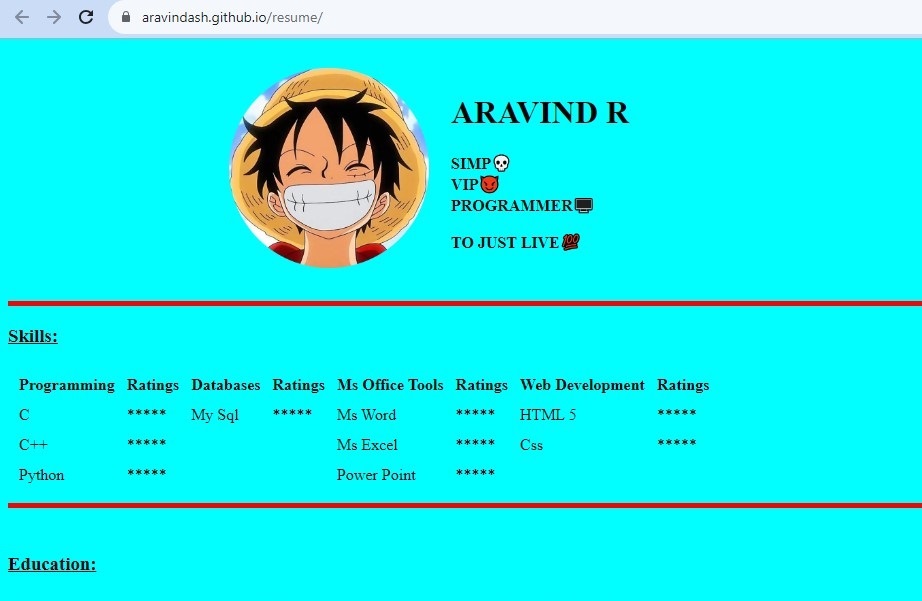 aravindash.github.io/resume/
ARAVIND R
SIMP💀
VIP😈
PROGRAMMER🖥
TO JUST LIVE💯
Skills:
Programming Ratings Databases Ratings Ms Office Tools Ratings Web Development Ratings
C ***** My Sql ***** Ms Word ***** HTML 5 *****
C++ ***** Ms Excel ***** Css *****
Python ***** Power Point *****
Education: